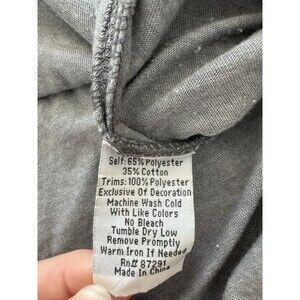 Self: 65% Polyester
35% Cotton
Trims: 100% Polyester
Exclusive Of Decoration
Machine Wash Cold
With Like Colors
No Bleach
Tumble Dry Low
Remove Promptly
Warm Iron If Needed
Rn# 87291
Made In China